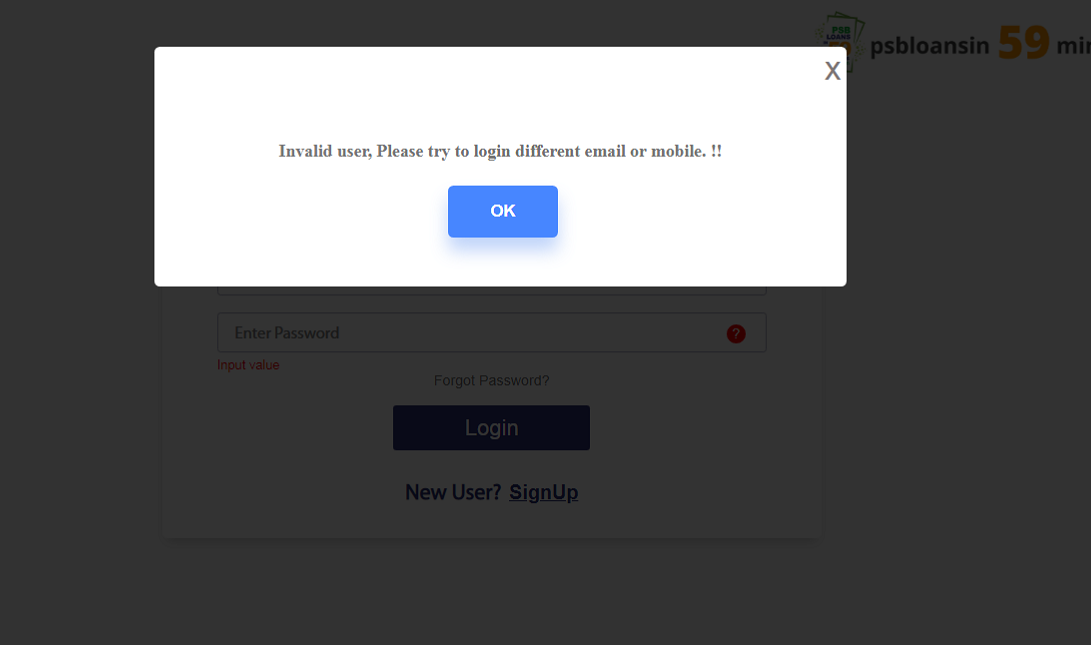 PSB
LOANS
psbloansin 59 min
X
Invalid user, Please try to login different email or mobile. !!
OK
Enter Password
?
Input value
Forgot Password?
Login
New User? SignUp